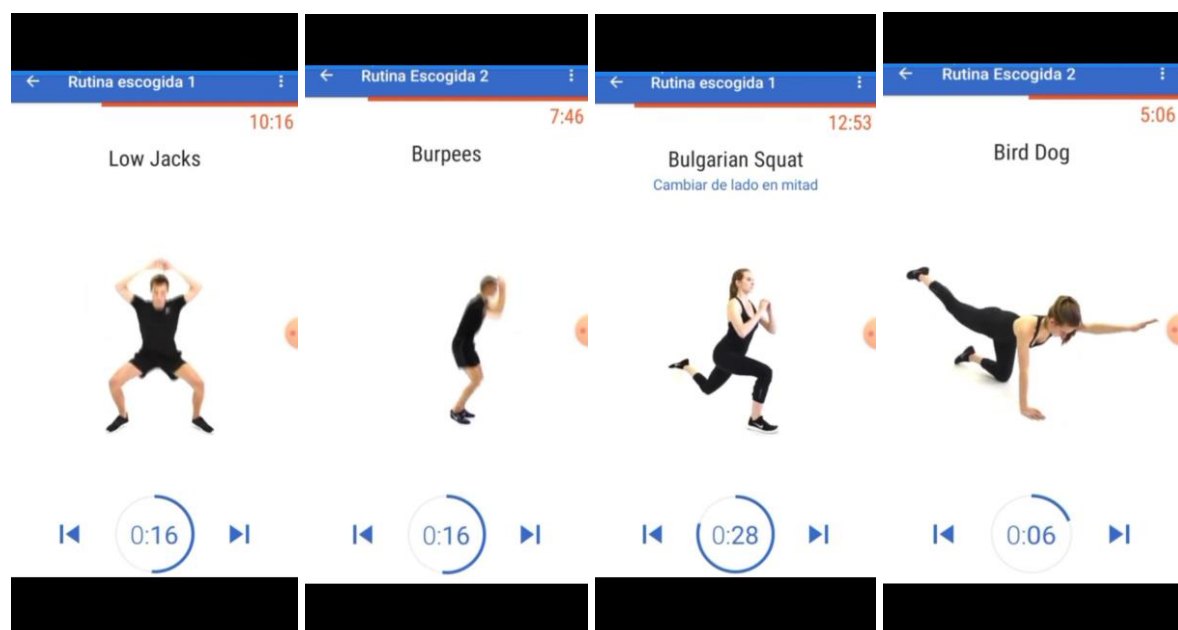 Rutina escogida 1
10:16
Low Jacks
0:16
Rutina Escogida 2
7:46
Burpees
0:16
Rutina escogida 1
12:53
Bulgarian Squat
Cambiar de lado en mitad
0:28
Rutina Escogida 2
5:06
Bird Dog
0:06